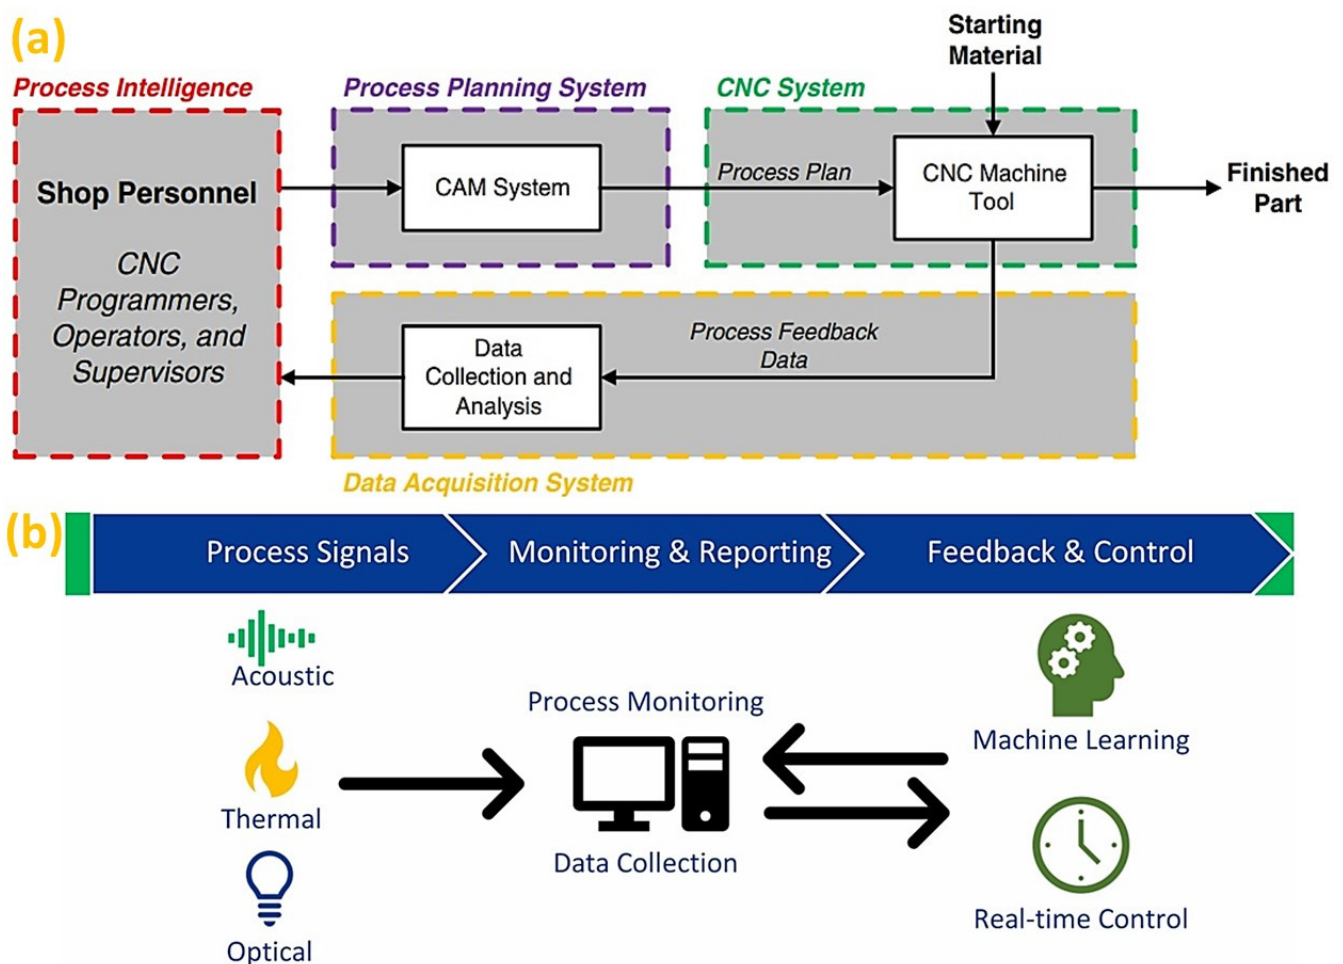 (a)
Starting
Material
Process Intelligence
Process Planning System
CNC System
Shop Personnel
CNC
Programmers,
Operators, and
Supervisors
CAM System
Process Plan
CNC Machine
Tool
Finished
Part
Data
Collection and
Analysis
Process Feedback
Data
Data Acquisition System
(b)
Process Signals
Monitoring & Reporting
Feedback & Control
Acoustic
Thermal
Optical
Process Monitoring
Data Collection
Machine Learning
Real-time Control